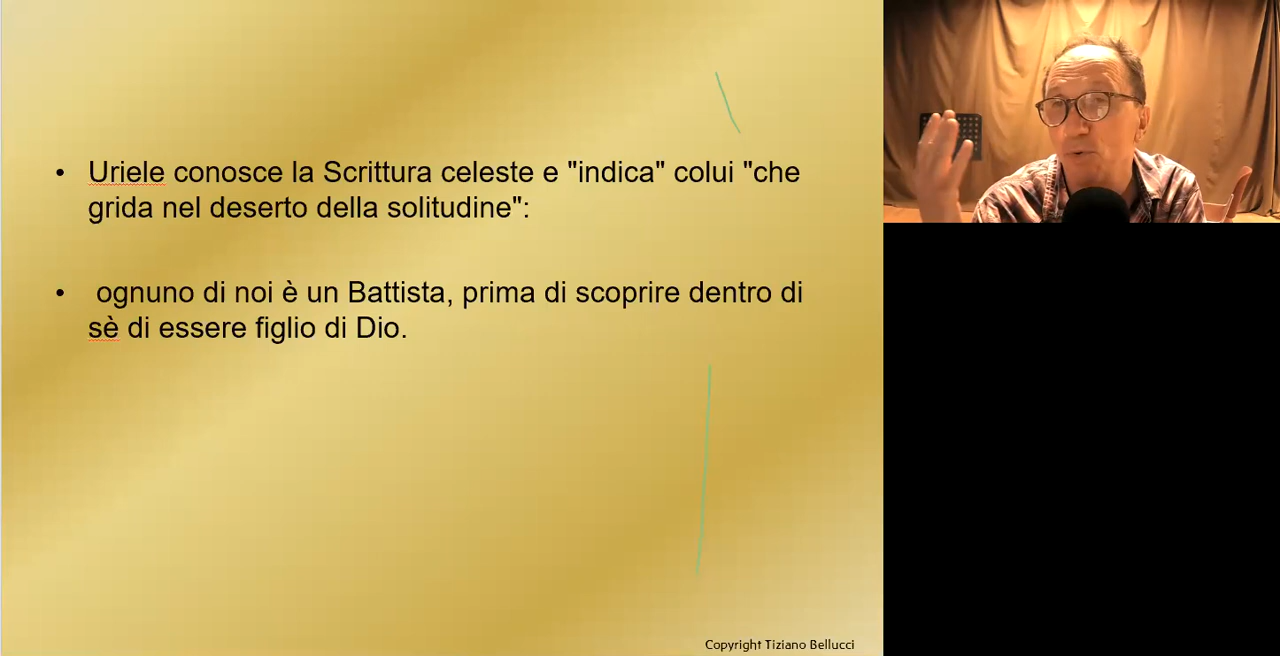 • Uriele conosce la Scrittura celeste e "indica" colui "che
grida nel deserto della solitudine":
• ognuno di noi è un Battista, prima di scoprire dentro di
sè di essere figlio di Dio.
Copyright Tiziano Bellucci